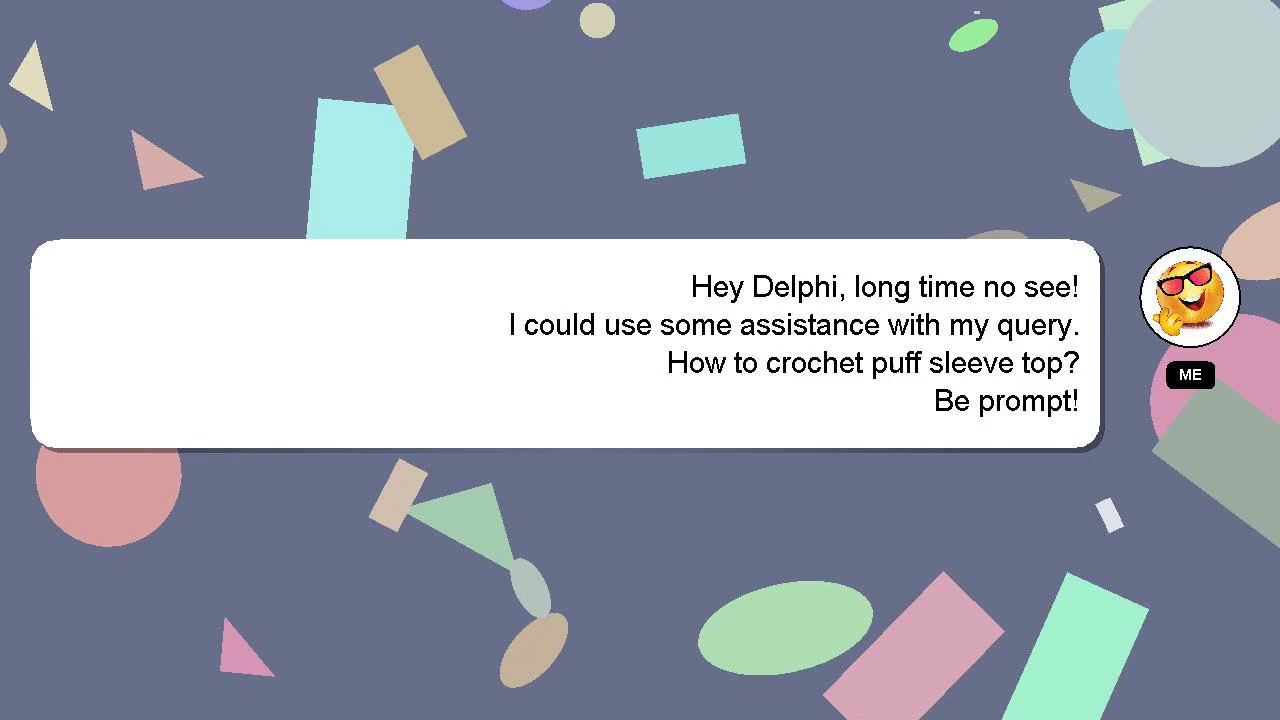 Hey Delphi, long time no see!
I could use some assistance with my query.
How to crochet puff sleeve top?
Be prompt!
ME